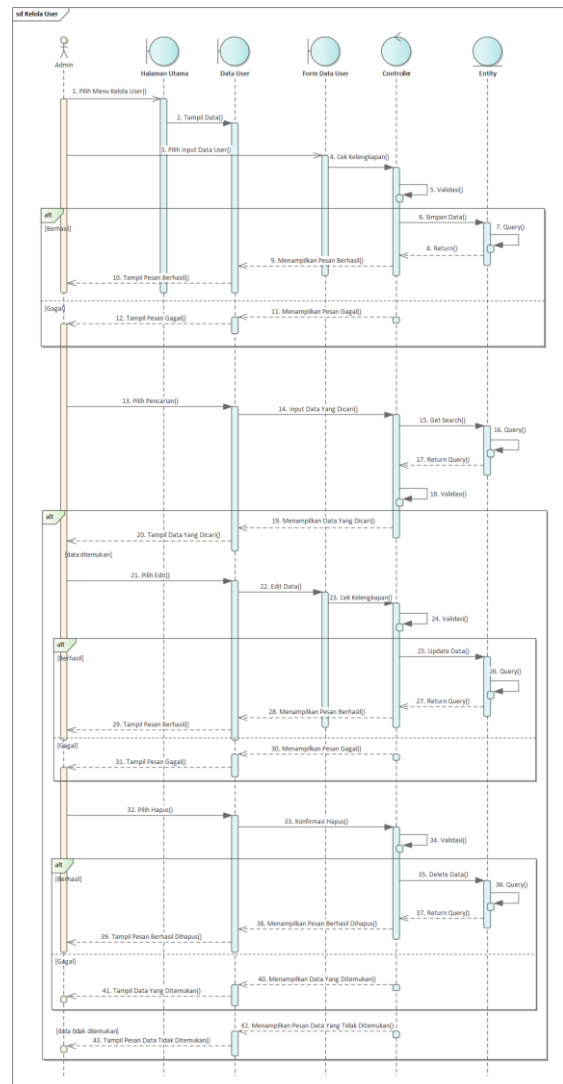 sd Kelola User
Admin
Halaman Utama
Data User
Form Data User
Controller
Entity
1. Pilih Menu Kelola User()
2. Tampil Data()
3. Pilih Input Data User()
4. Cek Kelengkapan()
5. Validasi()
alt
[Berhasil]
6. Simpan Data()
7. Query()
8. Return()
9. Menampilkan Pesan Berhasil()
10. Tampil Pesan Berhasil()
[Gagal]
11. Menampilkan Pesan Gagal()
12. Tampil Pesan Gagal()
13. Pilih Pencarian()
14. Input Data Yang Dicari()
15. Get Search()
16. Query()
17. Return Query()
18. Validasi()
alt
19. Menampilkan Data Yang Dicari()
20. Tampil Data Yang Dicari()
[data ditemukan]
21. Pilih Edit()
22. Edit Data()
23. Cek Kelengkapan()
24. Validasi()
alt
[Berhasil]
25. Update Data()
26. Query()
27. Return Query()
28. Menampilkan Pesan Berhasil()
29. Tampil Pesan Berhasil()
[Gagal]
30. Menampilkan Pesan Gagal()
31. Tampil Pesan Gagal()
32. Pilih Hapus()
33. Konfirmasi Hapus()
34. Validasi()
alt
[Berhasil]
35. Delete Data()
36. Query()
37. Return Query()
38. Menampilkan Pesan Berhasil Dihapus()
39. Tampil Pesan Berhasil Dihapus()
[Gagal]
40. Menampilkan Data Yang Ditemukan()
41. Tampil Data Yang Ditemukan()
[data tidak ditemukan]
42. Menampilkan Pesan Data Yang Tidak Ditemukan()
43. Tampil Pesan Data Tidak Ditemukan()